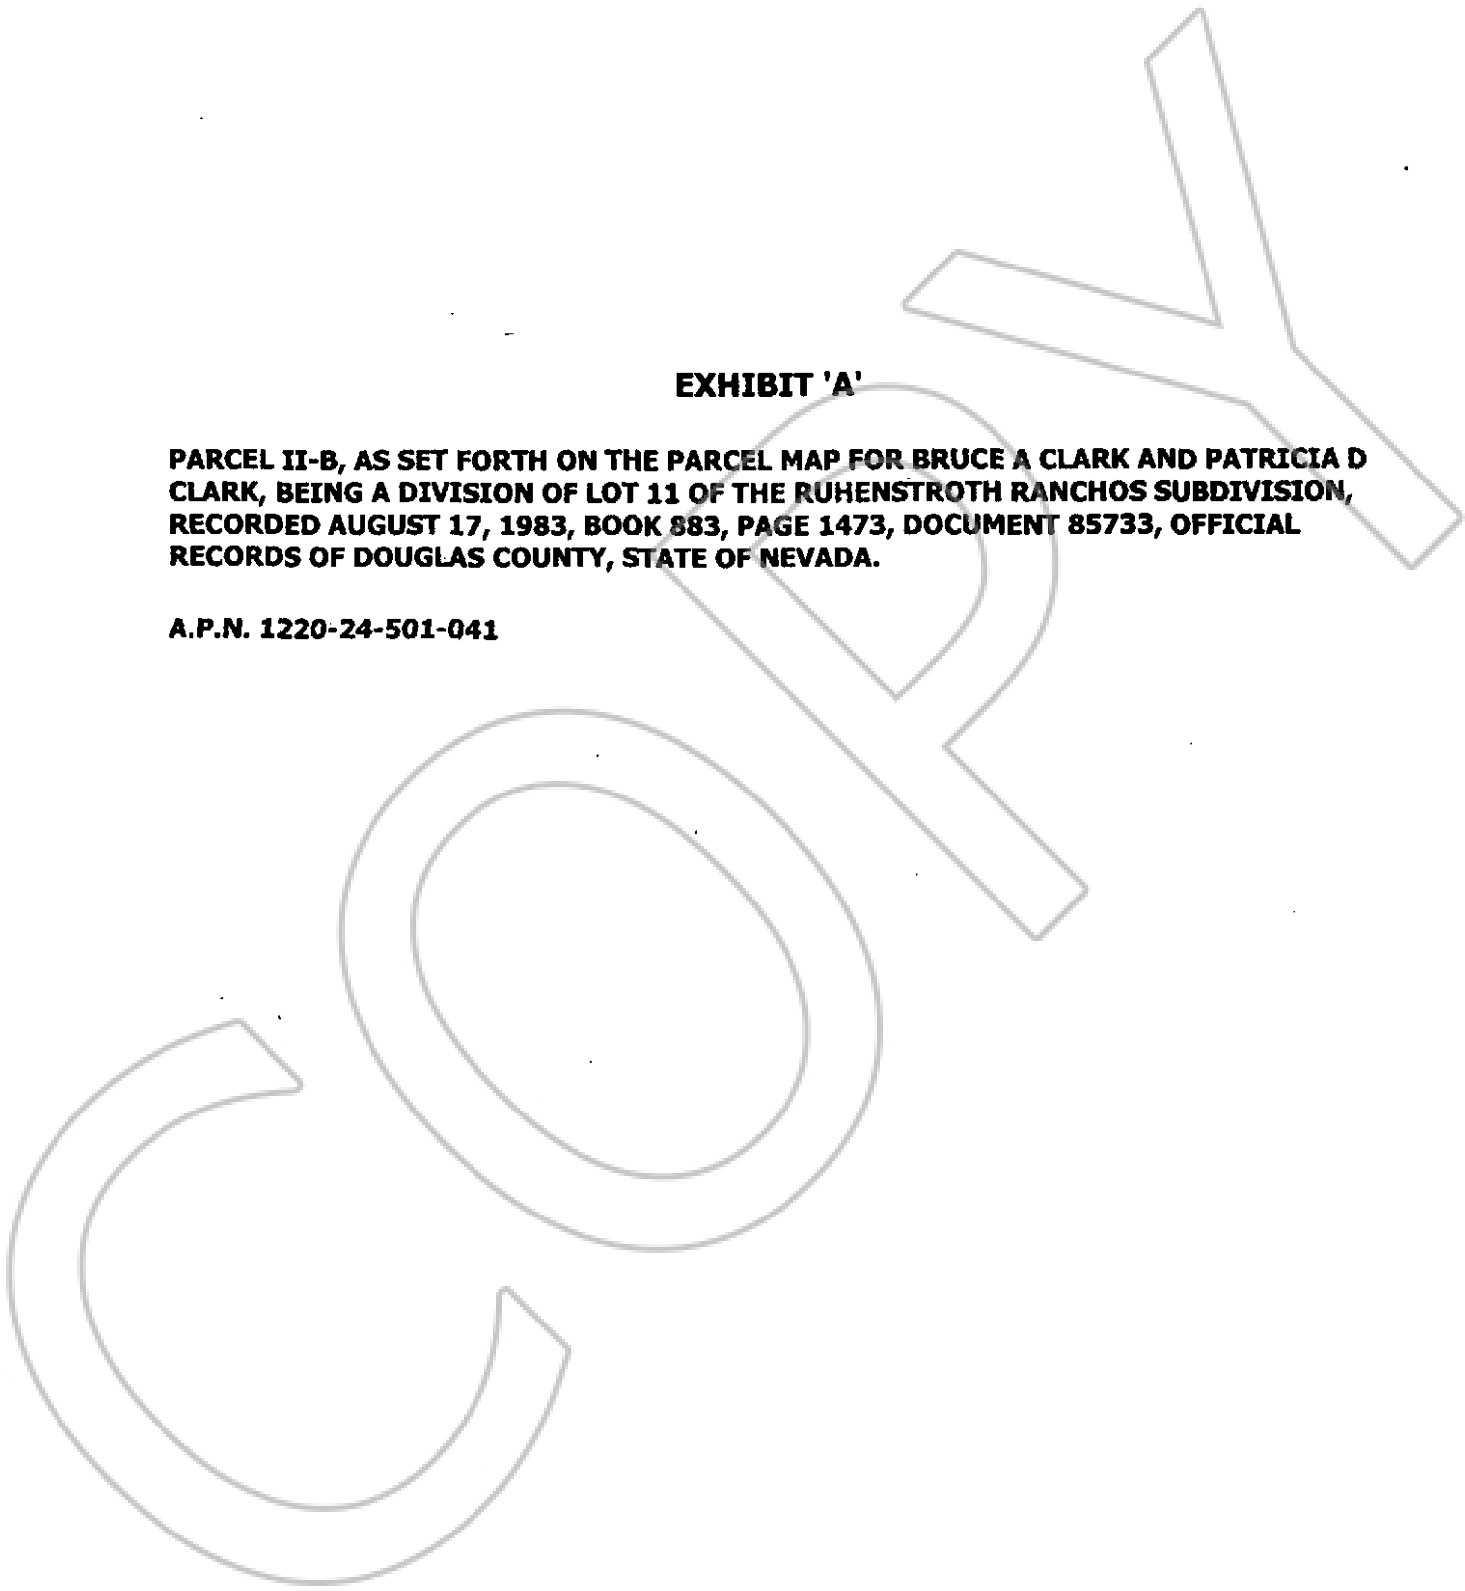 EXHIBIT 'A'
PARCEL II-B, AS SET FORTH ON THE PARCEL MAP FOR BRUCE A CLARK AND PATRICIA D
CLARK, BEING A DIVISION OF LOT 11 OF THE RUHENSTROTH RANCHOS SUBDIVISION,
RECORDED AUGUST 17, 1983, BOOK 883, PAGE 1473, DOCUMENT 85733, OFFICIAL
RECORDS OF DOUGLAS COUNTY, STATE OF NEVADA.
A.P.N. 1220-24-501-041
COPY